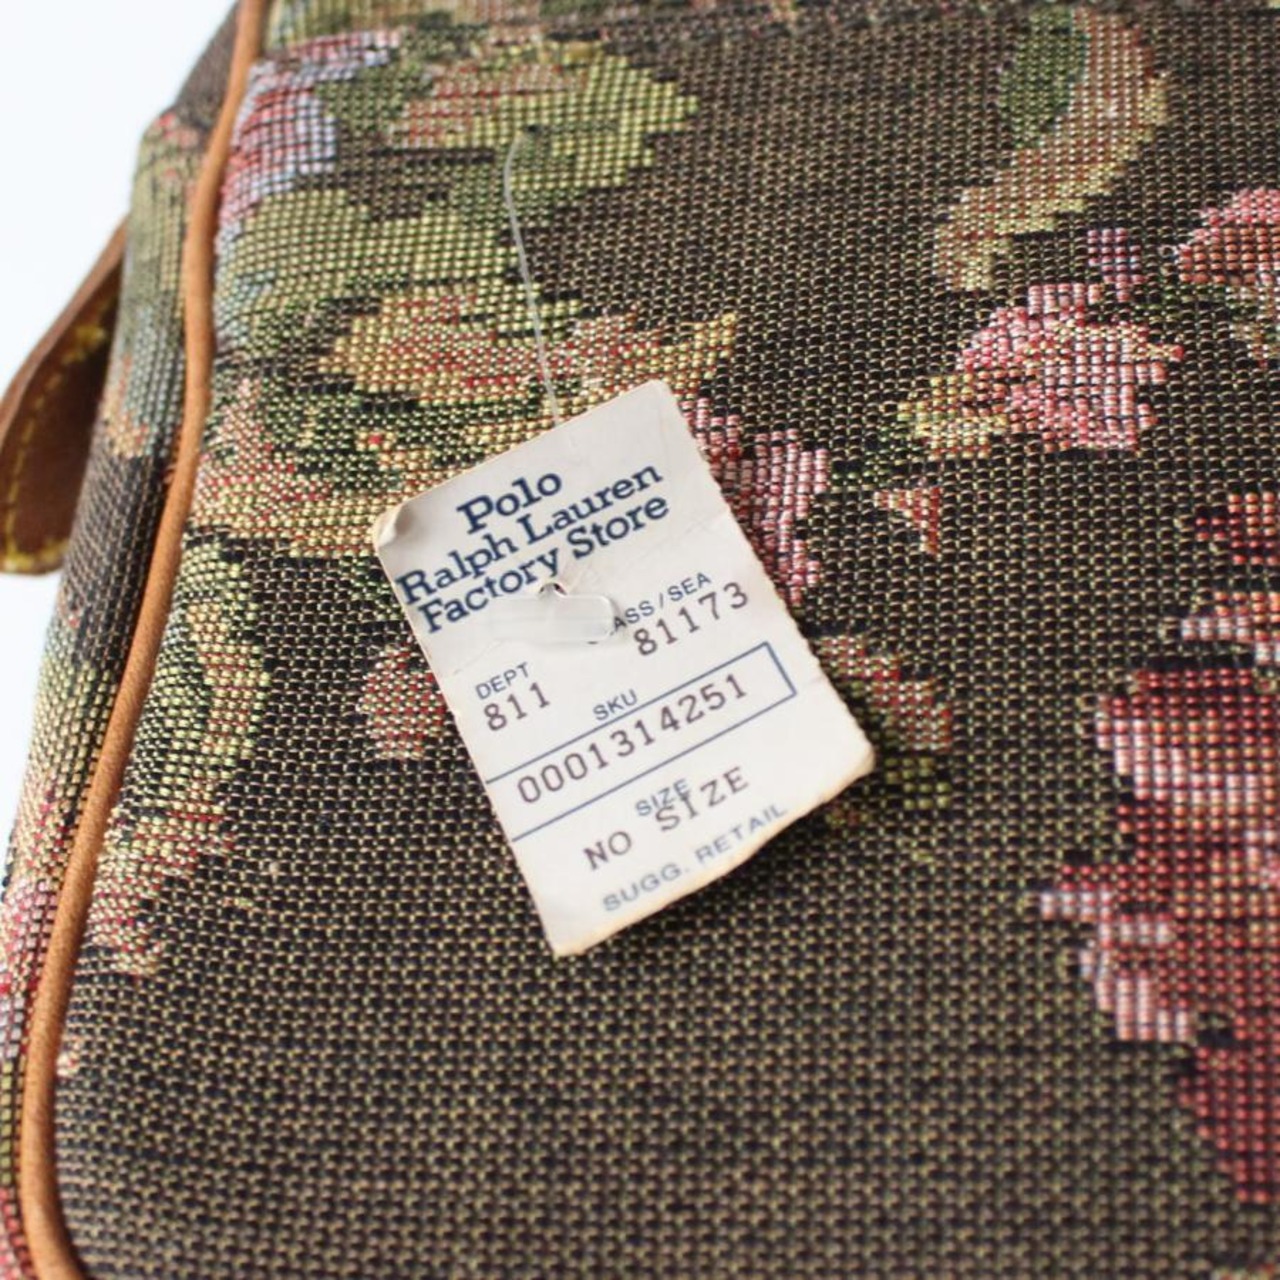 Polo
Ralph Lauren
Factory Store
DEPT ASS/SEA
811 81173
SKU
0001314251
SIZE
NO SIZE
SUGG. RETAIL